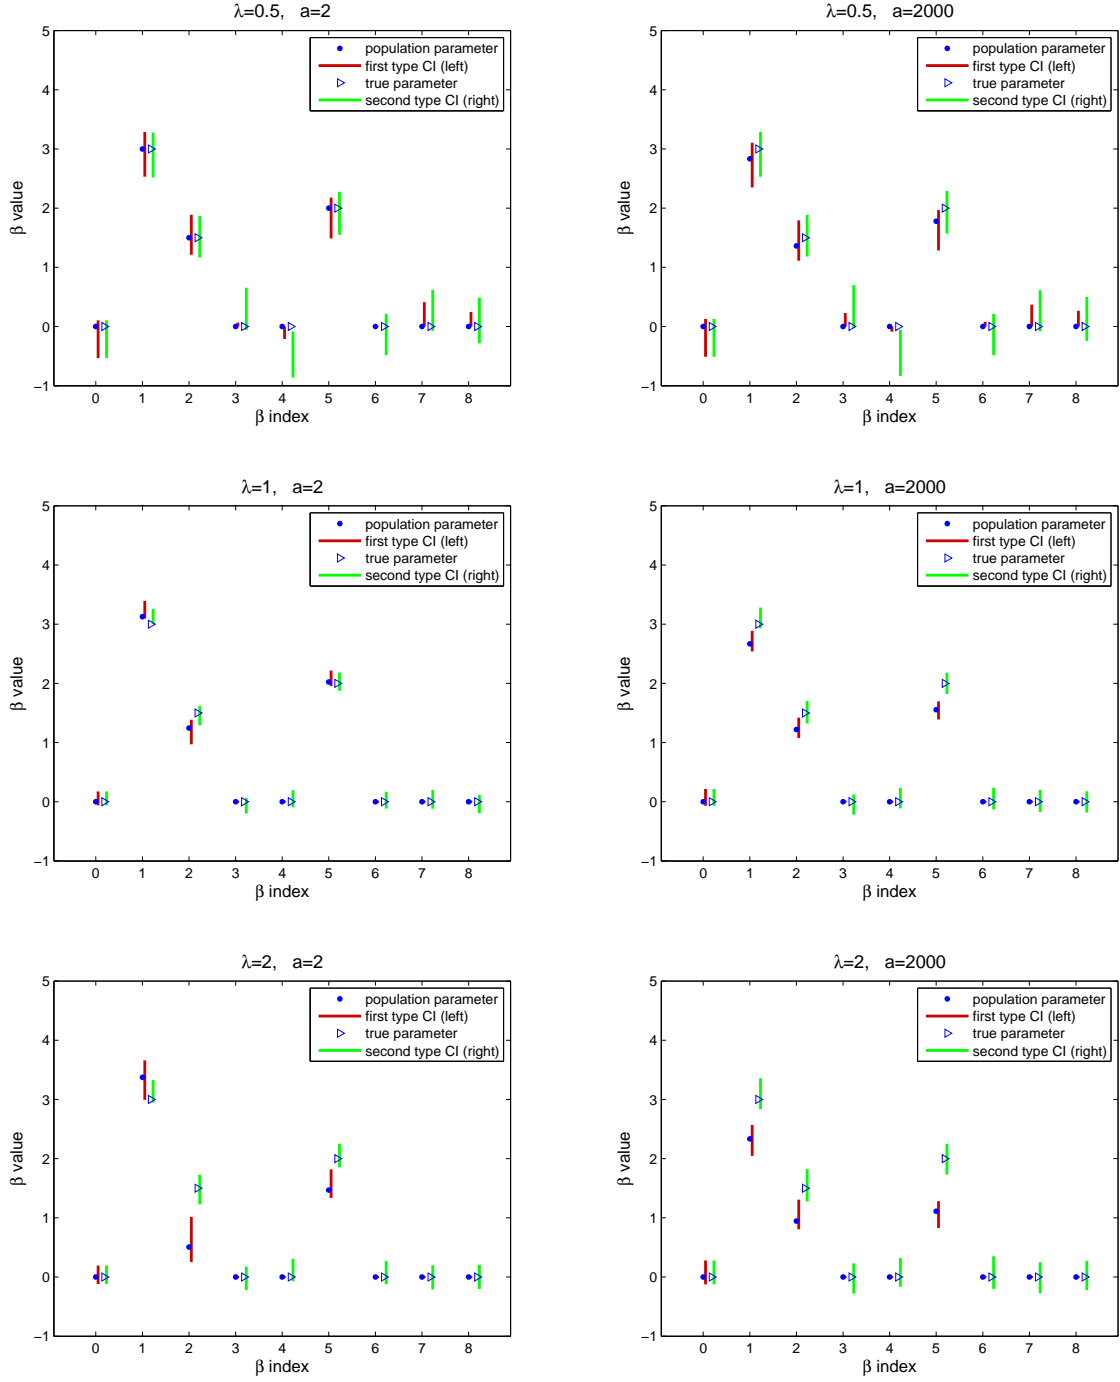 λ=0.5, a=2
population parameter
first type CI (left)
true parameter
second type CI (right)
5
4
3
2
1
0
−1
β value
0 1 2 3 4 5 6 7 8
β index
λ=0.5, a=2000
population parameter
first type CI (left)
true parameter
second type CI (right)
5
4
3
2
1
0
−1
β value
0 1 2 3 4 5 6 7 8
β index
λ=1, a=2
population parameter
first type CI (left)
true parameter
second type CI (right)
5
4
3
2
1
0
−1
β value
0 1 2 3 4 5 6 7 8
β index
λ=1, a=2000
population parameter
first type CI (left)
true parameter
second type CI (right)
5
4
3
2
1
0
−1
β value
0 1 2 3 4 5 6 7 8
β index
λ=2, a=2
population parameter
first type CI (left)
true parameter
second type CI (right)
5
4
3
2
1
0
−1
β value
0 1 2 3 4 5 6 7 8
β index
λ=2, a=2000
population parameter
first type CI (left)
true parameter
second type CI (right)
5
4
3
2
1
0
−1
β value
0 1 2 3 4 5 6 7 8
β index